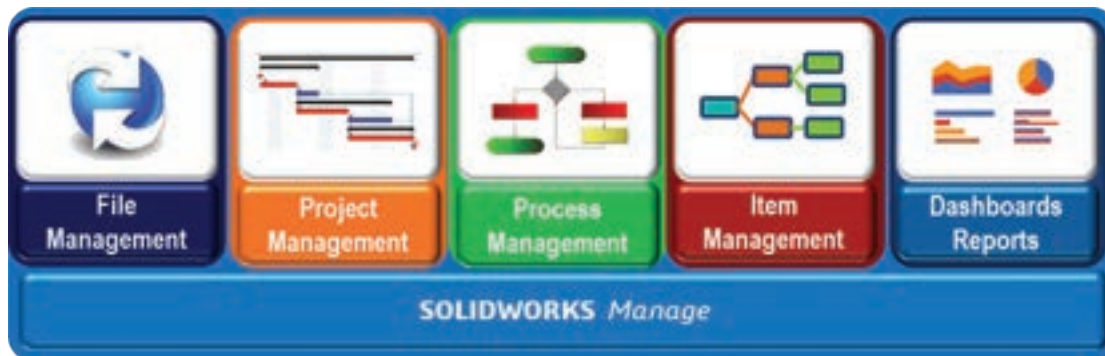 File
Management
Project
Management
Process
Management
Item
Management
Dashboards
Reports
SOLIDWORKS Manage